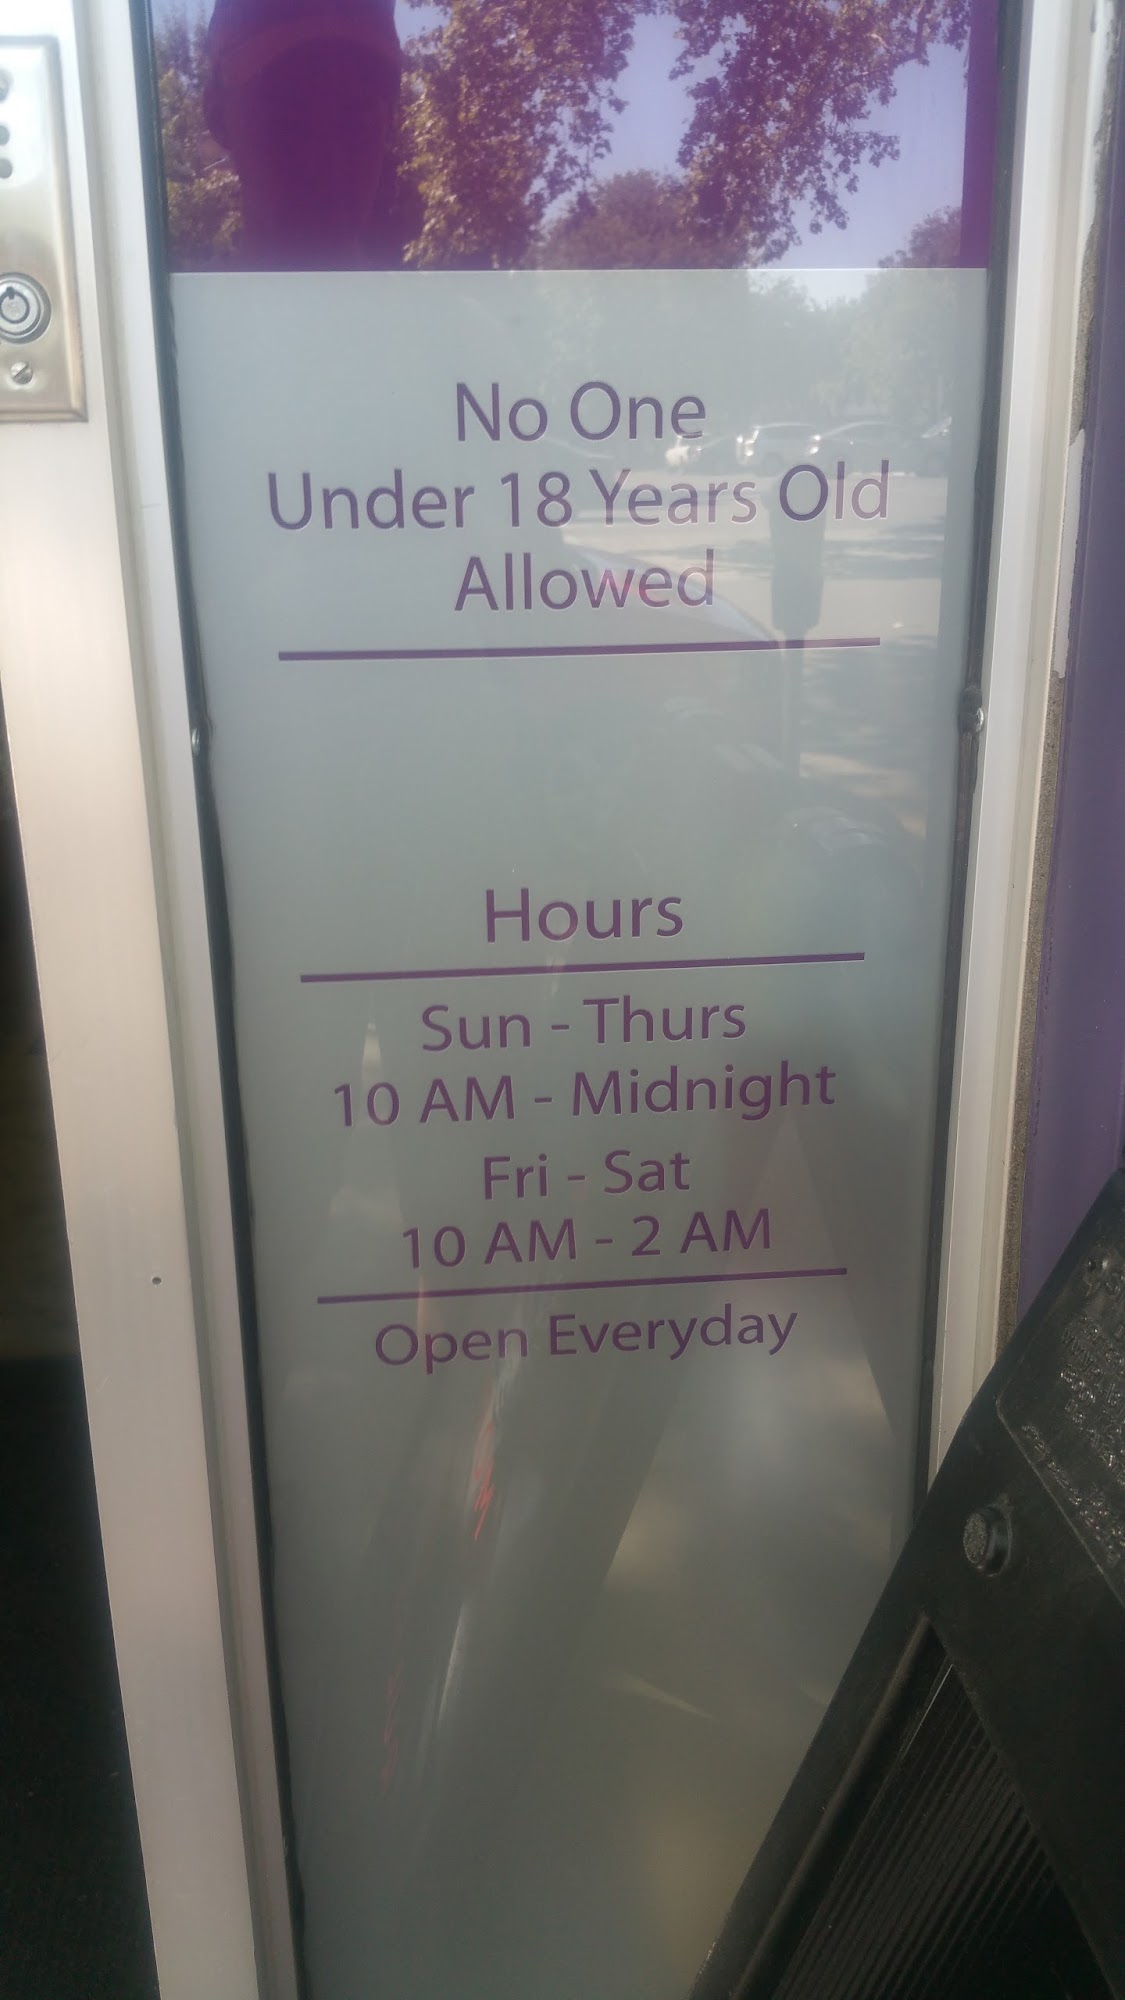 No One
Under 18 Years Old
Allowed
Hours
Sun - Thurs
10 AM - Midnight
Fri - Sat
10 AM - 2 AM
Open Everyday